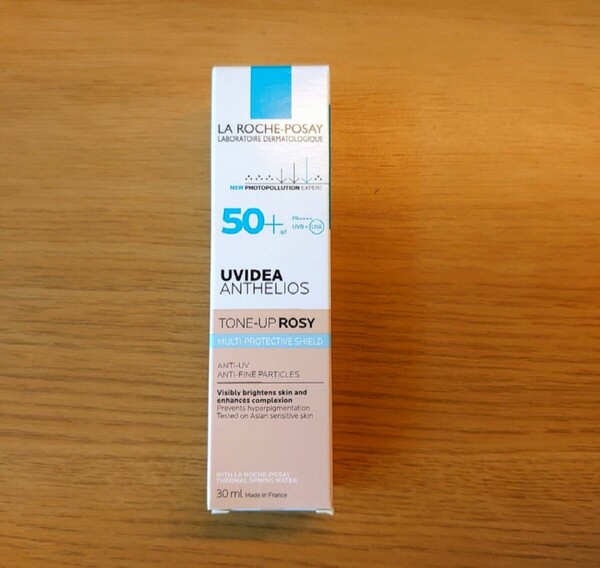 LA ROCHE-POSAY
LABORATOIRE DERMATOLOGIQUE
NEW PHOTOPOLLUTION EXPERT
50+ spf
PA++++
UVB + UVA
UVIDEA
ANTHELIOS
TONE-UP ROSY
MULTI-PROTECTIVE SHIELD
ANTI-UV
ANTI-FINE PARTICLES
Visibly brightens skin and
enhances complexion
Prevents hyperpigmentation
Tested on Asian sensitive skin
WITH LA ROCHE-POSAY
THERMAL SPRING WATER
30 ml Made in France